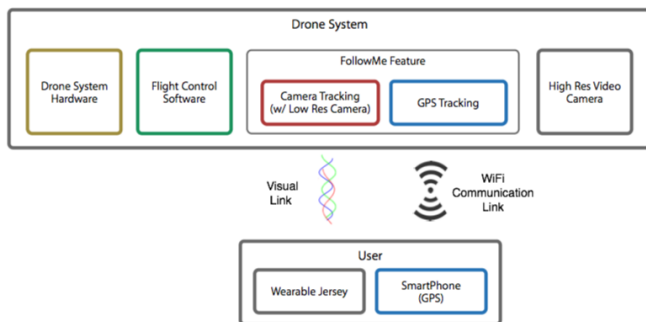 Drone System
FollowMe Feature
Drone System
Hardware
Flight Control
Software
Camera Tracking
(w/ Low Res Camera)
GPS Tracking
High Res Video
Camera
Visual
Link
WiFi
Communication
Link
User
Wearable Jersey
SmartPhone
(GPS)